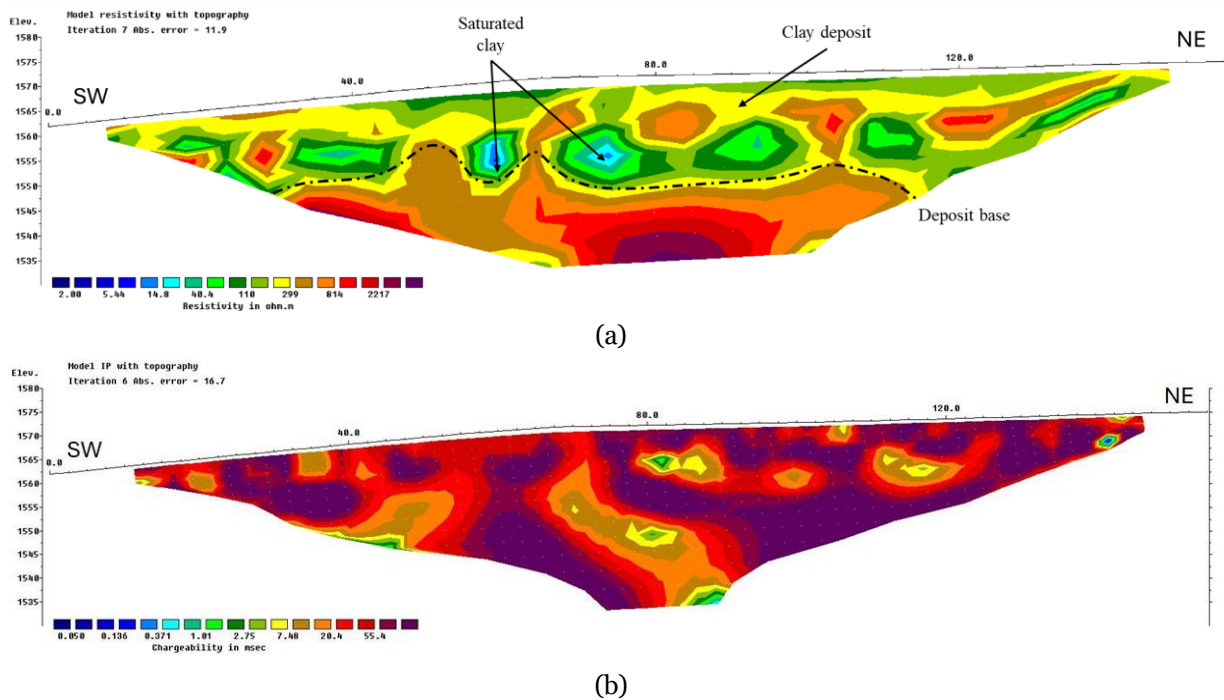 Model resistivity with topography
Elev. Iteration 7 Abs. error = 11.9
1580
1575
1570
1565
1560
1555
1550
1545
1540
1535
SW
NE
0.0 40.0 80.0 120.0
Saturated
clay
Clay deposit
Deposit base
2.00 5.44 14.8 40.4 110 299 814 2217
Resistivity in ohm.m
(a)
Model IP with topography
Elev. Iteration 6 Abs. error = 16.7
1580
1575
1570
1565
1560
1555
1550
1545
1540
1535
SW
NE
0.0 40.0 80.0 120.0
0.050 0.136 0.371 1.01 2.75 7.48 20.4 55.4
Chargeability in msec
(b)